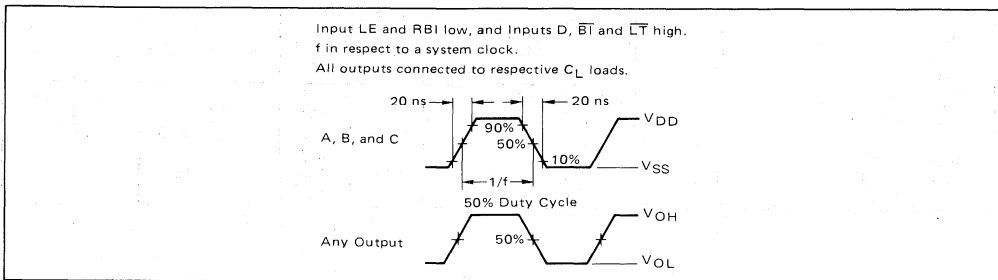 Input LE and RBI low, and Inputs D, B̅I̅ and L̅T̅ high.
f in respect to a system clock.
All outputs connected to respective CL loads.
20 ns
20 ns
A, B, and C
90%
50%
10%
VDD
VSS
1/f
50% Duty Cycle
Any Output
50%
VOH
VOL